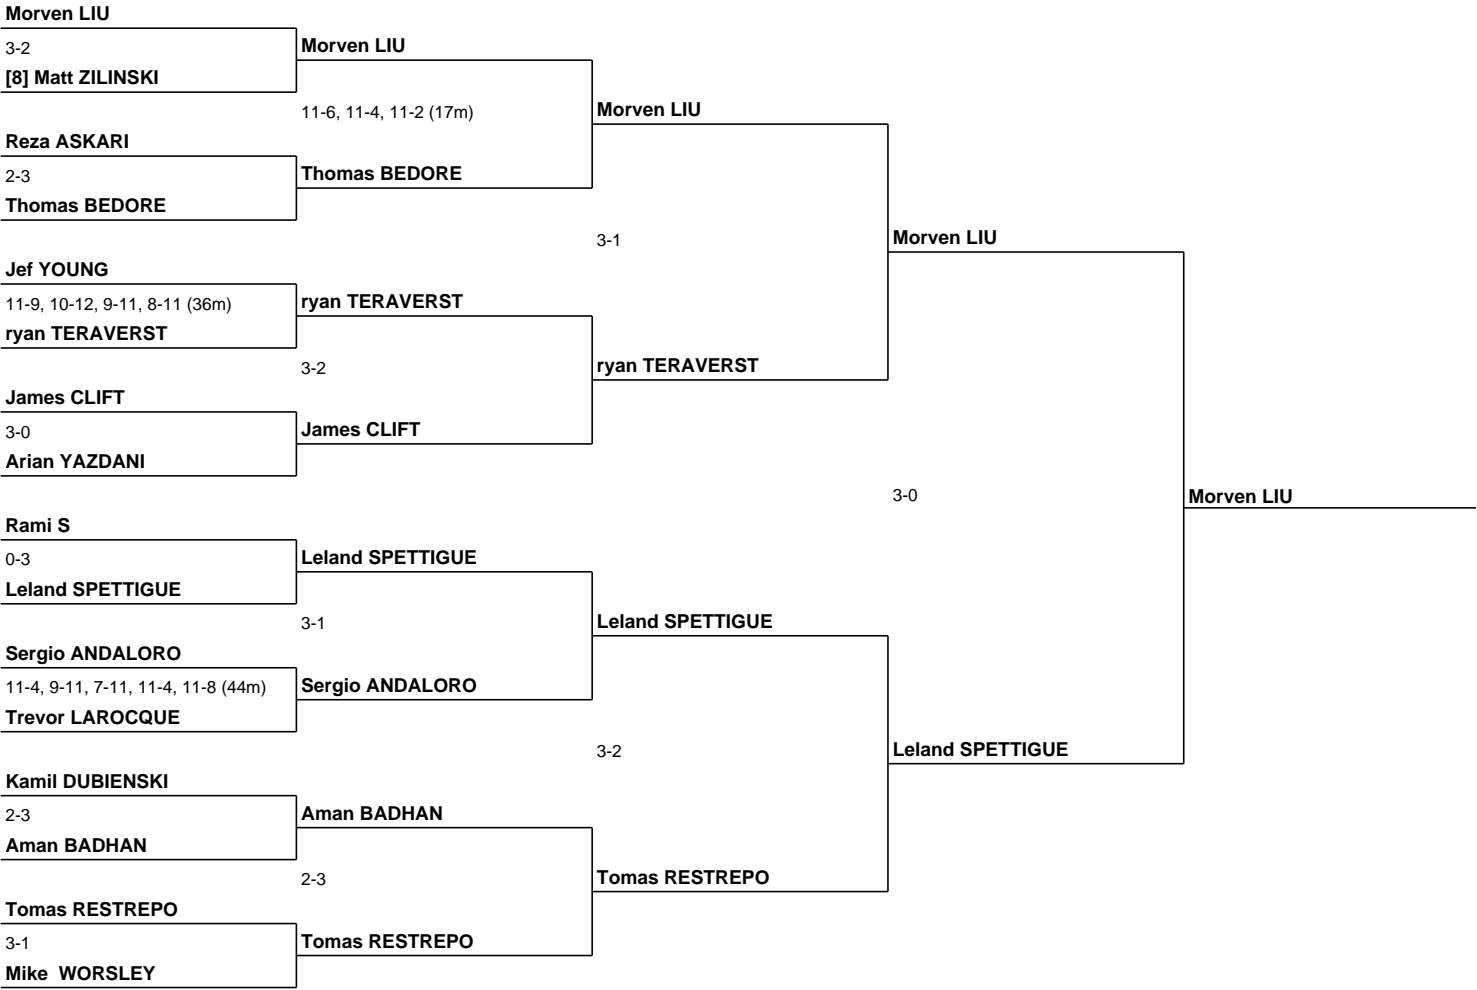 Morven LIU
3-2
[8] Matt ZILINSKI
Reza ASKARI
2-3
Thomas BEDORE
Jef YOUNG
11-9, 10-12, 9-11, 8-11 (36m)
ryan TERAVERST
James CLIFT
3-0
Arian YAZDANI
Rami S
0-3
Leland SPETTIGUE
Sergio ANDALORO
11-4, 9-11, 7-11, 11-4, 11-8 (44m)
Trevor LAROCQUE
Kamil DUBIENSKI
2-3
Aman BADHAN
Tomas RESTREPO
3-1
Mike  WORSLEY
Morven LIU
11-6, 11-4, 11-2 (17m)
Thomas BEDORE
ryan TERAVERST
3-2
James CLIFT
Leland SPETTIGUE
3-1
Sergio ANDALORO
Aman BADHAN
2-3
Tomas RESTREPO
Morven LIU
3-1
ryan TERAVERST
Leland SPETTIGUE
3-2
Tomas RESTREPO
Morven LIU
3-0
Leland SPETTIGUE
Morven LIU